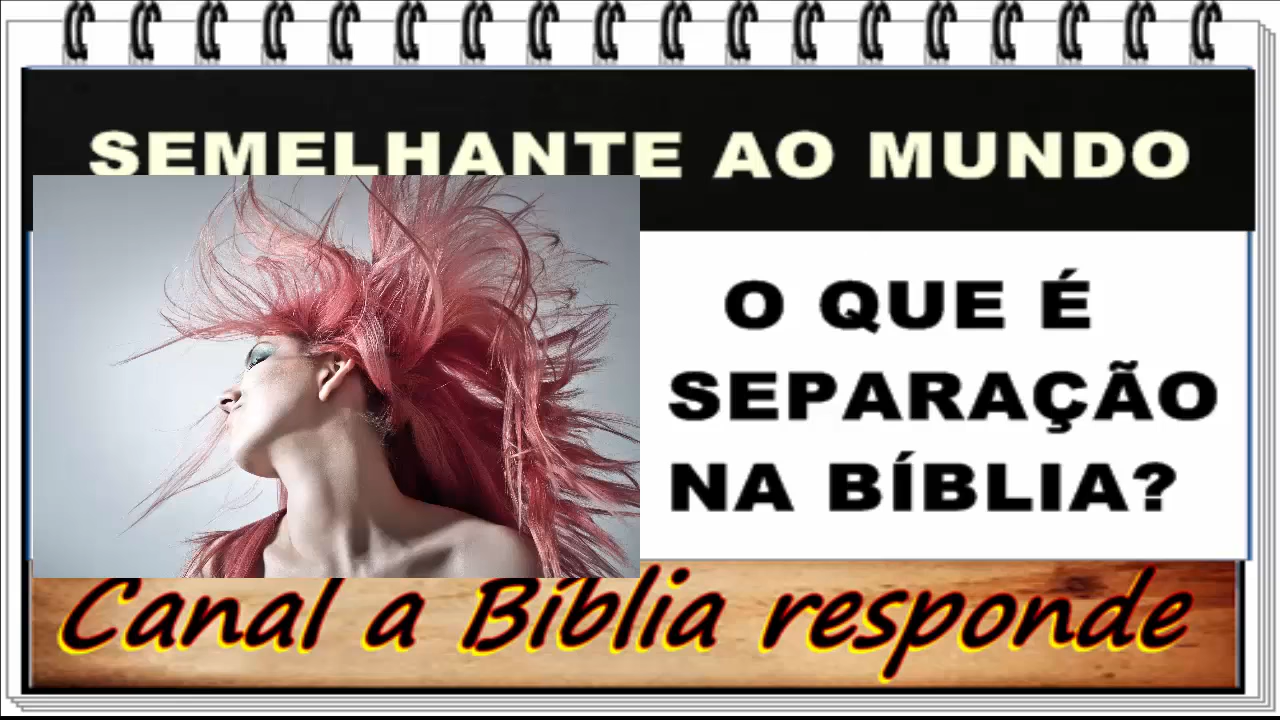 SEMELHANTE AO MUNDO
O QUE É
SEPARAÇÃO
NA BÍBLIA?
Canal a Bíblia responde